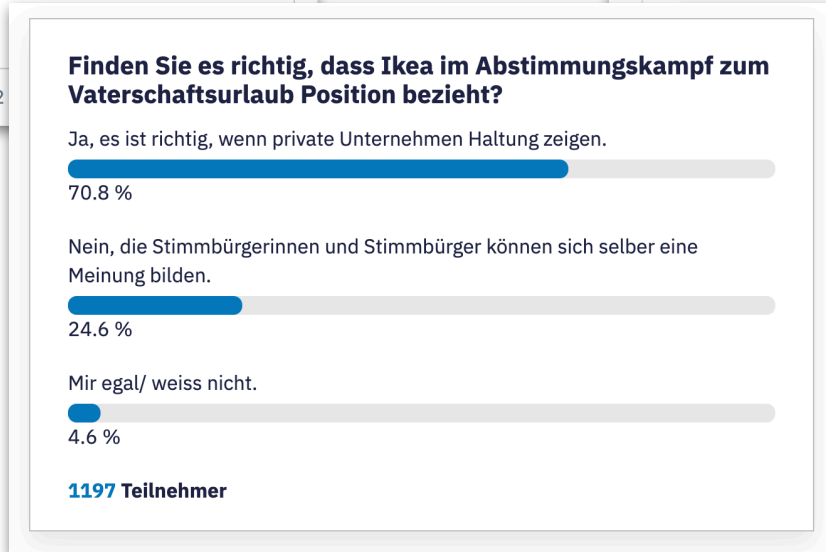 Finden Sie es richtig, dass Ikea im Abstimmungskampf zum
Vaterschaftsurlaub Position bezieht?
Ja, es ist richtig, wenn private Unternehmen Haltung zeigen.
70.8 %
Nein, die Stimmbürgerinnen und Stimmbürger können sich selber eine
Meinung bilden.
24.6 %
Mir egal/ weiss nicht.
4.6 %
1197 Teilnehmer